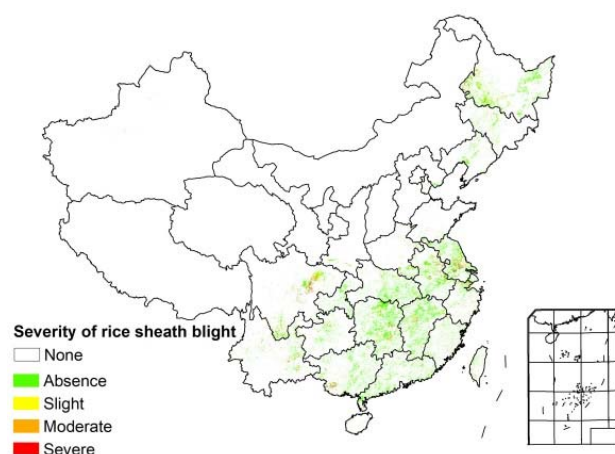 Severity of rice sheath blight
None
Absence
Slight
Moderate
Severe